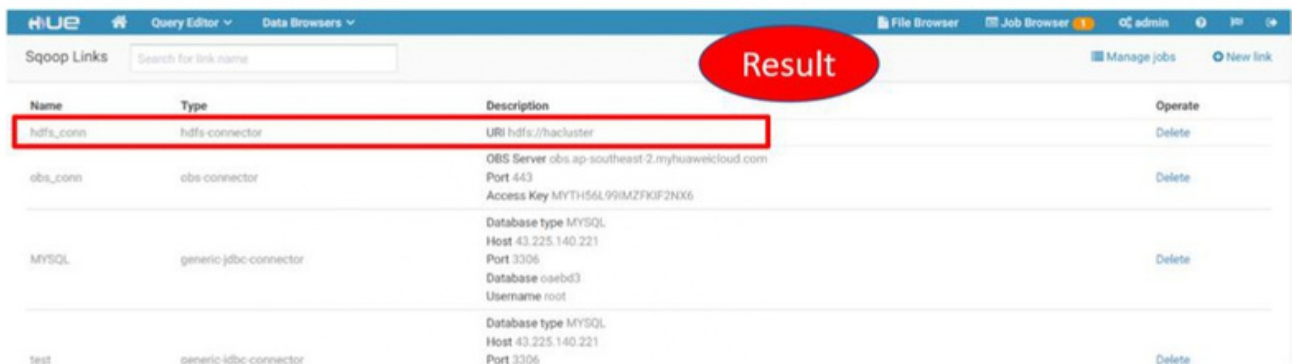 HUE Query Editor Data Browsers File Browser Job Browser 1 admin
Sqoop Links Search for link name Result Manage jobs New link
Name Type Description Operate
hdfs_conn hdfs-connector URI hdfs://hacluster Delete
OBS Server obs.ap-southeast-2.myhuaweicloud.com
obs_conn obs-connector Port 443 Delete
Access Key MYTH56L99IMZFKIF2NX6
Database type MYSQL
Host 43.225.140.221
MYSQL generic-jdbc-connector Port 3306 Delete
Database oaebd3
Username root
Database type MYSQL
Host 43.225.140.221
test generic-jdbc-connector Port 3306 Delete